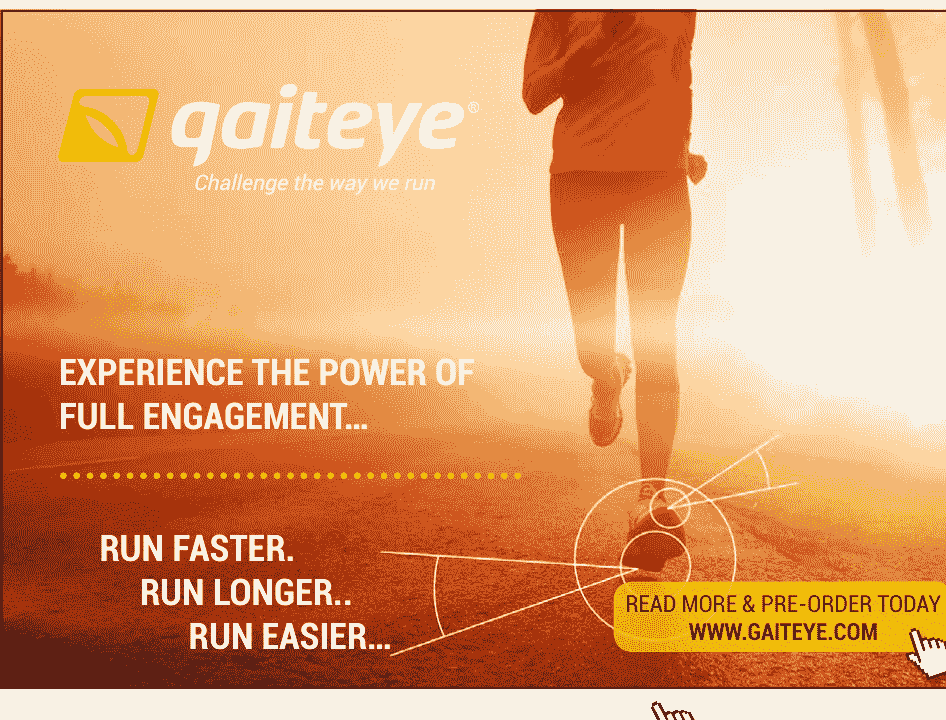 gaiteye®
Challenge the way we run
EXPERIENCE THE POWER OF
FULL ENGAGEMENT...
RUN FASTER.
RUN LONGER..
RUN EASIER...
READ MORE & PRE-ORDER TODAY
WWW.GAITEYE.COM